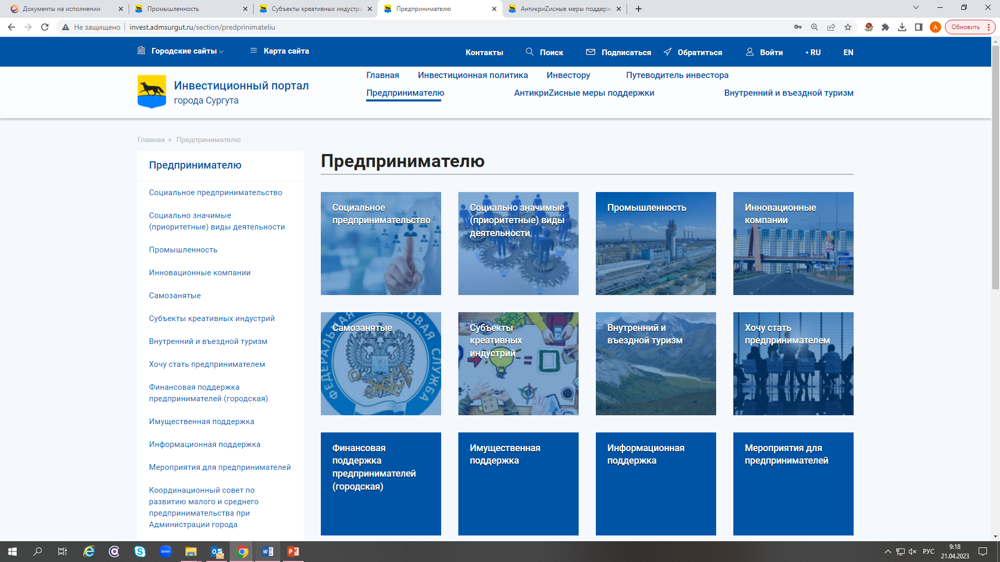 Документы на исполнении
Промышленность
Субъекты креативных индустри
Предпринимателю
АнтикриZисные меры поддерж
Не защищено
invest.admsurgut.ru/section/predprinimateliu
А
Обновить
Городские сайты
Карта сайта
Контакты
Поиск
Подписаться
Обратиться
Войти
• RU
EN
Инвестиционный портал
города Сургута
Главная
Инвестиционная политика
Инвестору
Путеводитель инвестора
Предпринимателю
АнтикриZисные меры поддержки
Внутренний и въездной туризм
Главная > Предпринимателю
Предпринимателю
Социальное предпринимательство
Социально значимые
(приоритетные) виды деятельности
Промышленность
Инновационные компании
Самозанятые
Субъекты креативных индустрий
Внутренний и въездной туризм
Хочу стать предпринимателем
Финансовая поддержка
предпринимателей (городская)
Имущественная поддержка
Информационная поддержка
Мероприятия для предпринимателей
Координационный совет по
развитию малого и среднего
предпринимательства при
Администрации города
Предпринимателю
Социальное
предпринимательство
Социально значимые
(приоритетные) виды
деятельности
Промышленность
Инновационные
компании
Самозанятые
ФЕДЕРАЛЬНАЯ
СЛУЖБА
Субъекты
креативных
индустрий
Внутренний и
въездной туризм
Хочу стать
предпринимателем
Финансовая
поддержка
предпринимателей
(городская)
Имущественная
поддержка
Информационная
поддержка
Мероприятия для
предпринимателей
zoom
РУС
9:18
21.04.2023